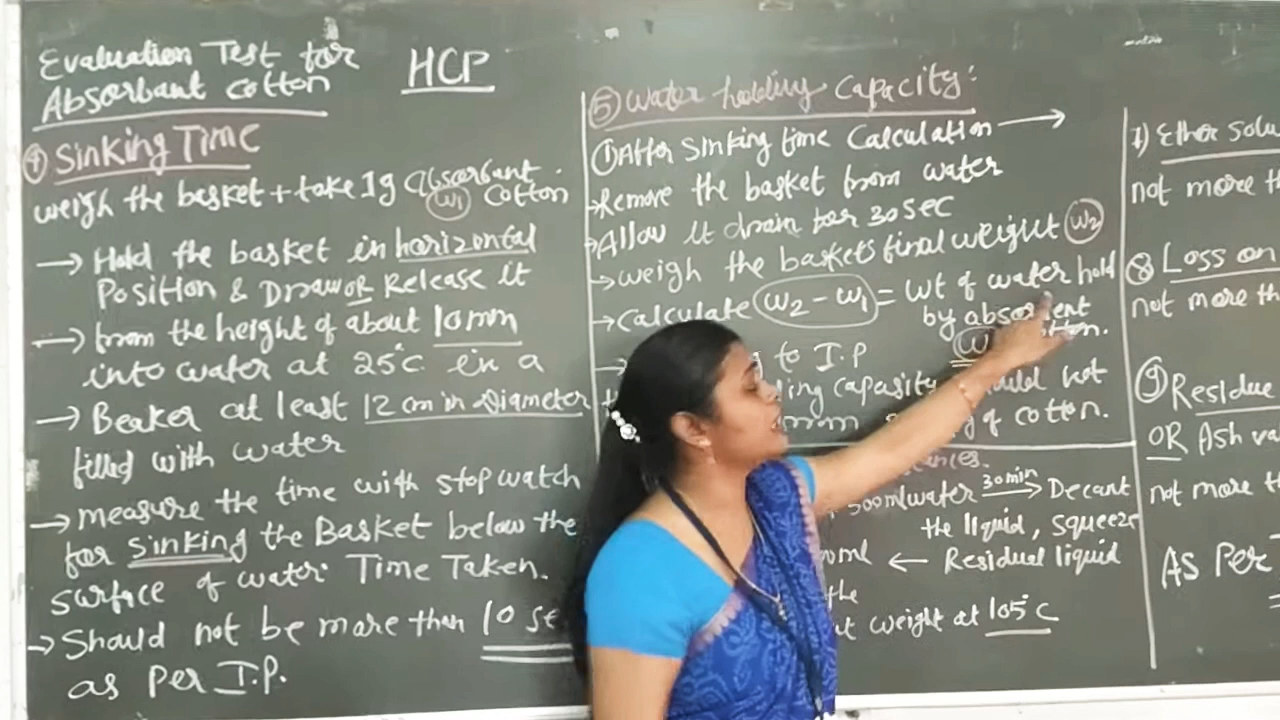 Evaluation Test for
Absorbant cotton
HCP
④ Sinking Time
weigh the basket + take 1g absorbant
W1 cotton
→ Hold the basket in horizontal
Position & Draw OR Release it
→ from the height of about 10mm
into water at 25°C in a
→ Beaker at least 12 cm in Diameter
filled with water
→ measure the time with stopwatch
for sinking the Basket below the
surface of water. Time Taken.
→ Should not be more than 10 se
as per I.P.
⑤ Water holding Capacity:
① After sinking time Calculation →
→ Remove the basket from water
→ Allow it drain for 30 sec
→ weigh the baskets final weight W2
→ Calculate W2 - W1 = wt of water hold
by
to I.P
capacity not
of cotton.
500ml water 30min → Decant
the liquid, squeeze
← Residual liquid
the
weight at 105°C
Ether solu
not more th
⑧ Loss on
not more th
⑨ Residue
OR Ash va
not more th
As Per